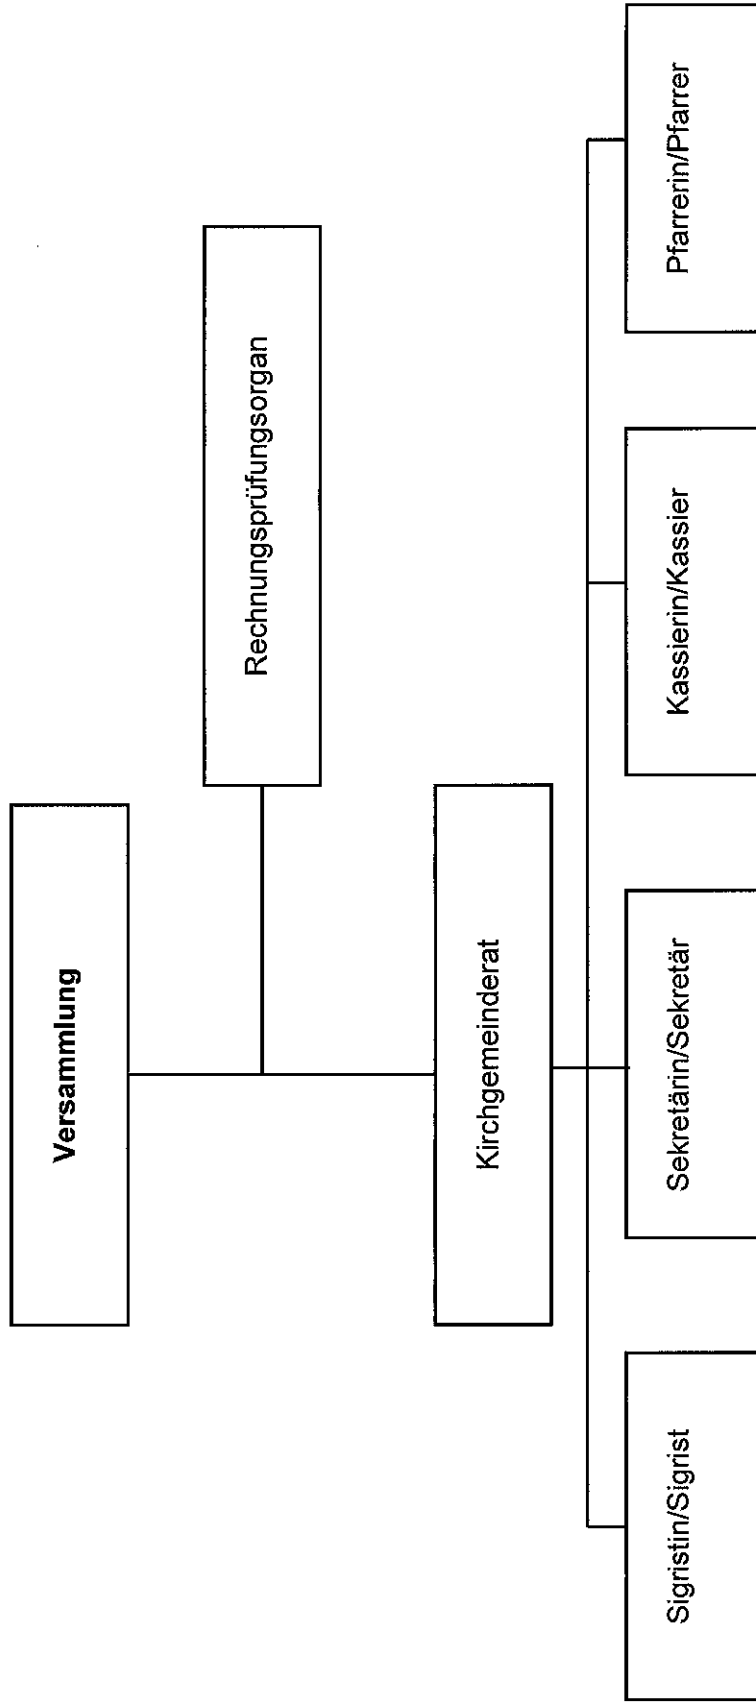 Versammlung
Rechnungsprüfungsorgan
Kirchgemeinderat
Sigristin/Sigrist
Sekretärin/Sekretär
Kassierin/Kassier
Pfarrerin/Pfarrer